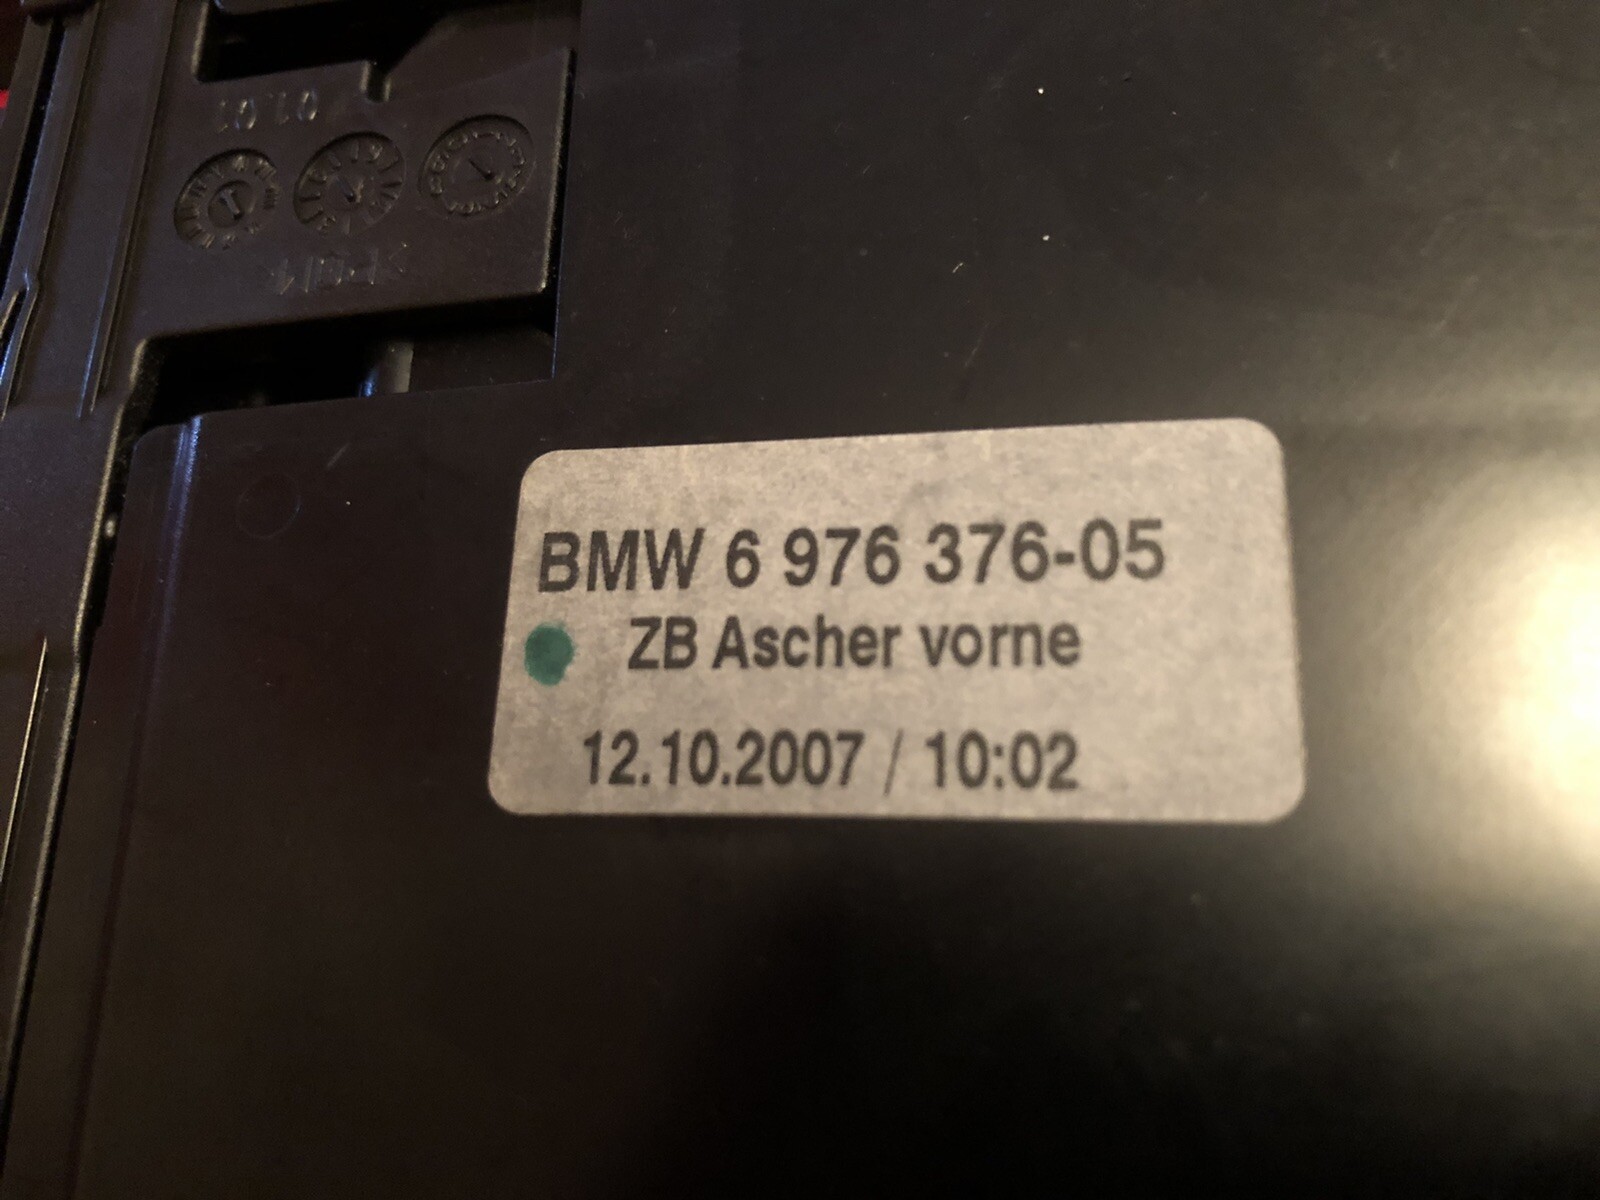 BMW 6 976 376-05
ZB Ascher vorne
12.10.2007 / 10:02